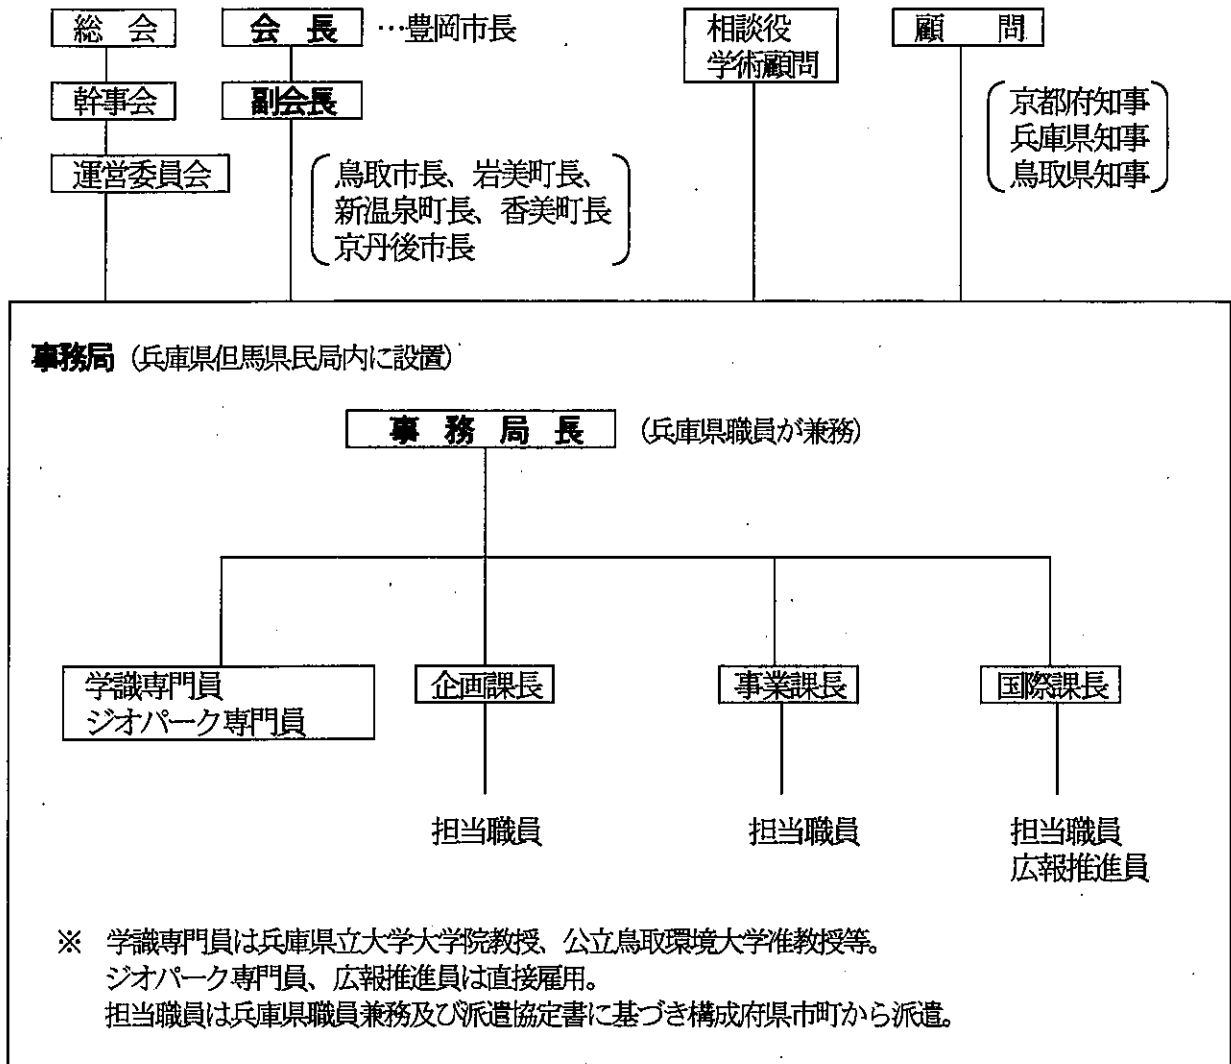 総会
会長 …豊岡市長
相談役
学術顧問
顧問
幹事会
副会長
京都府知事
兵庫県知事
鳥取県知事
運営委員会
鳥取市長、岩美町長、
新温泉町長、香美町長
京丹後市長
事務局(兵庫県但馬県民局内に設置)
事務局長 (兵庫県職員が兼務)
学識専門員
ジオパーク専門員
企画課長
事業課長
国際課長
担当職員
担当職員
担当職員
広報推進員
※ 学識専門員は兵庫県立大学大学院教授、公立鳥取環境大学准教授等。
ジオパーク専門員、広報推進員は直接雇用。
担当職員は兵庫県職員兼務及び派遣協定書に基づき構成府県市町から派遣。